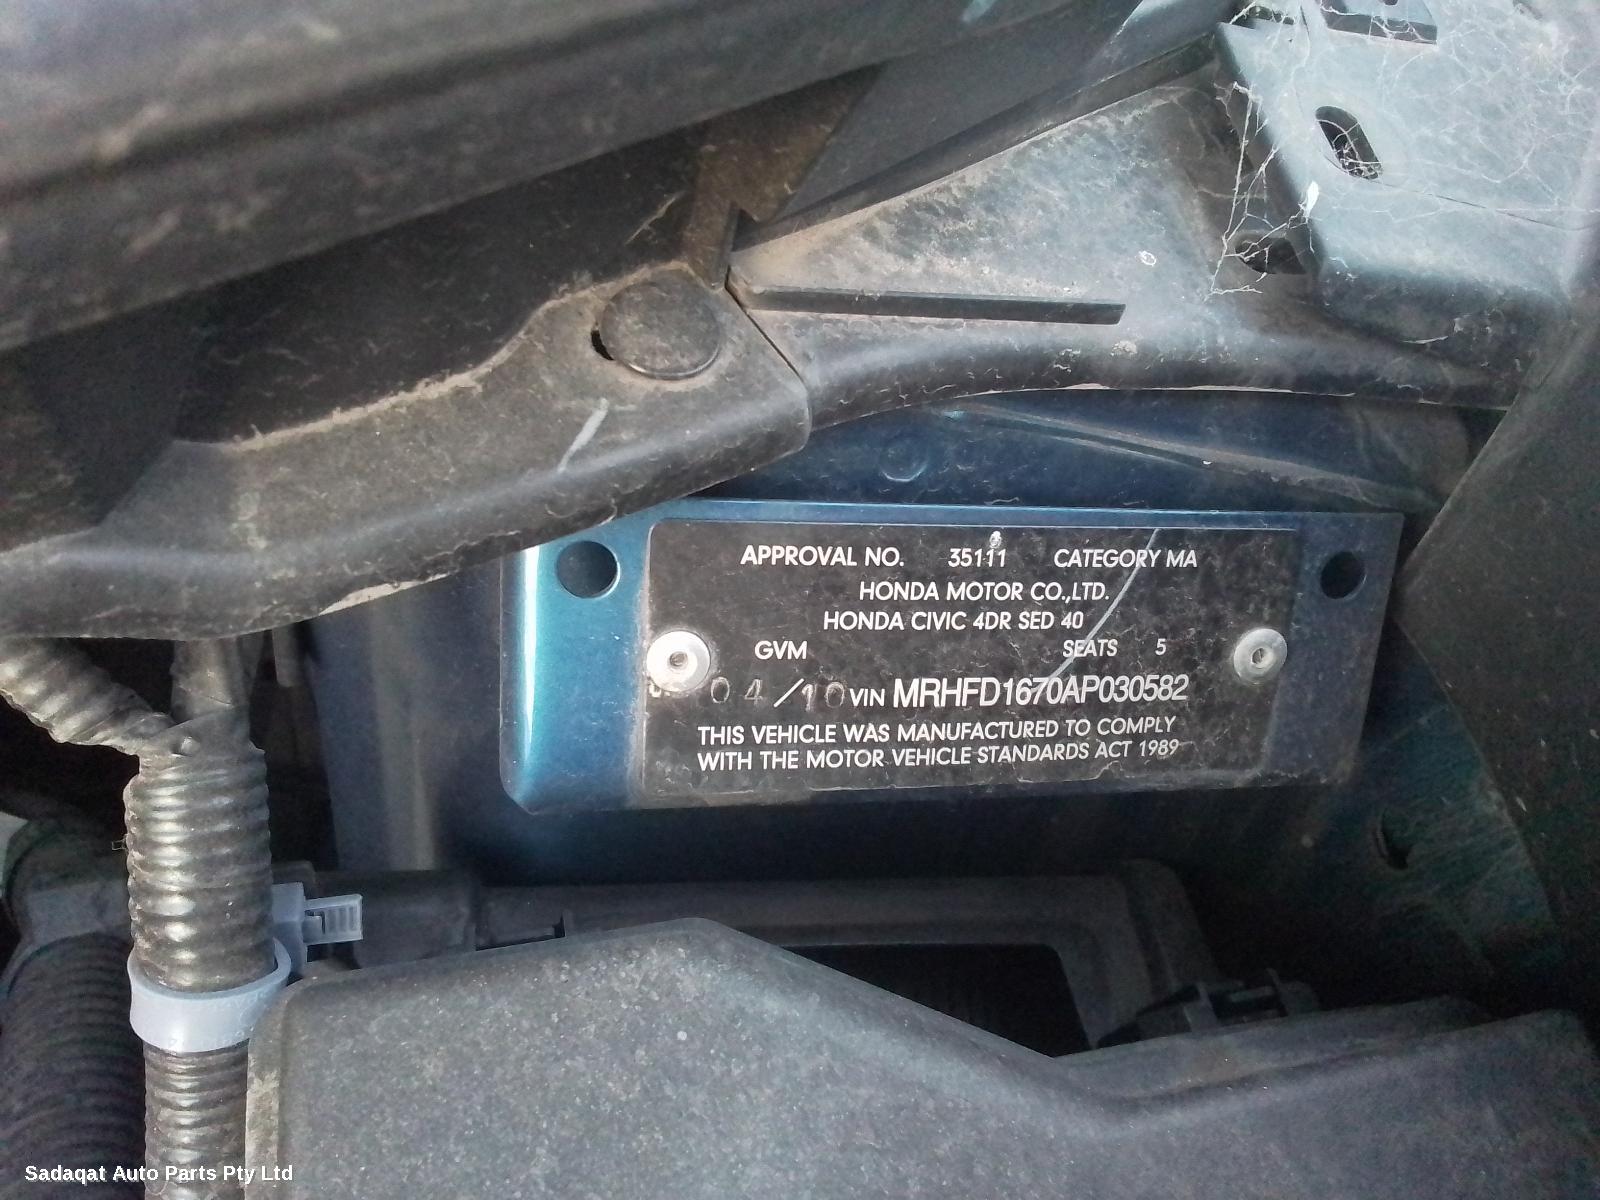 APPROVAL NO. 35111 CATEGORY MA
HONDA MOTOR CO.,LTD.
HONDA CIVIC 4DR SED 40
GVM SEATS 5
04/10 VIN MRHFD1670AP030582
THIS VEHICLE WAS MANUFACTURED TO COMPLY
WITH THE MOTOR VEHICLE STANDARDS ACT 1989
Sadaqat Auto Parts Pty Ltd